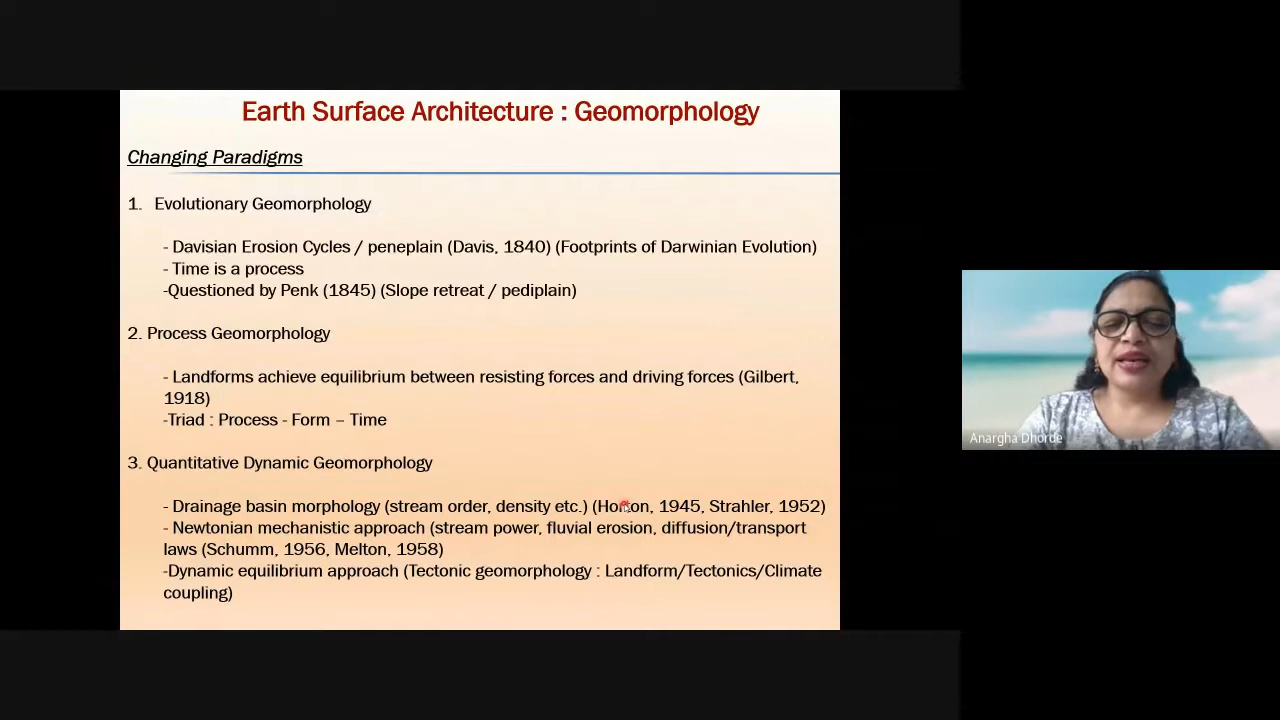 Earth Surface Architecture : Geomorphology
Changing Paradigms
1. Evolutionary Geomorphology
- Davisian Erosion Cycles / peneplain (Davis, 1840) (Footprints of Darwinian Evolution)
- Time is a process
-Questioned by Penk (1845) (Slope retreat / pediplain)
2. Process Geomorphology
- Landforms achieve equilibrium between resisting forces and driving forces (Gilbert,
1918)
-Triad : Process - Form – Time
3. Quantitative Dynamic Geomorphology
- Drainage basin morphology (stream order, density etc.) (Horton, 1945, Strahler, 1952)
- Newtonian mechanistic approach (stream power, fluvial erosion, diffusion/transport
laws (Schumm, 1956, Melton, 1958)
-Dynamic equilibrium approach (Tectonic geomorphology : Landform/Tectonics/Climate
coupling)
Anargha Dhorde